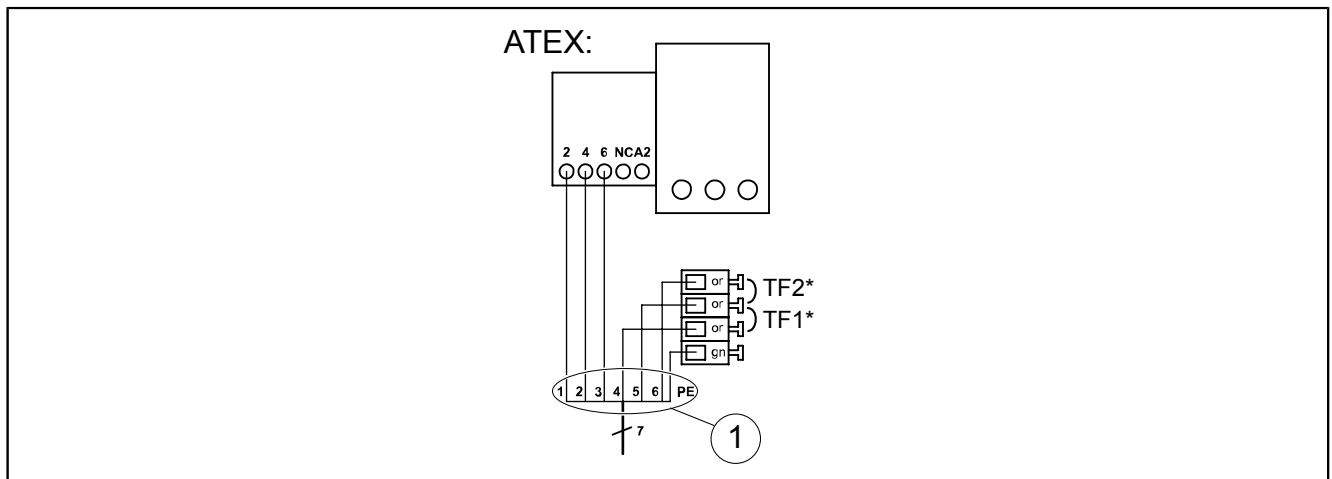 ATEX:
2 4 6 NCA2
or TF2*
or
or TF1*
gn
1 2 3 4 5 6 PE
7
1